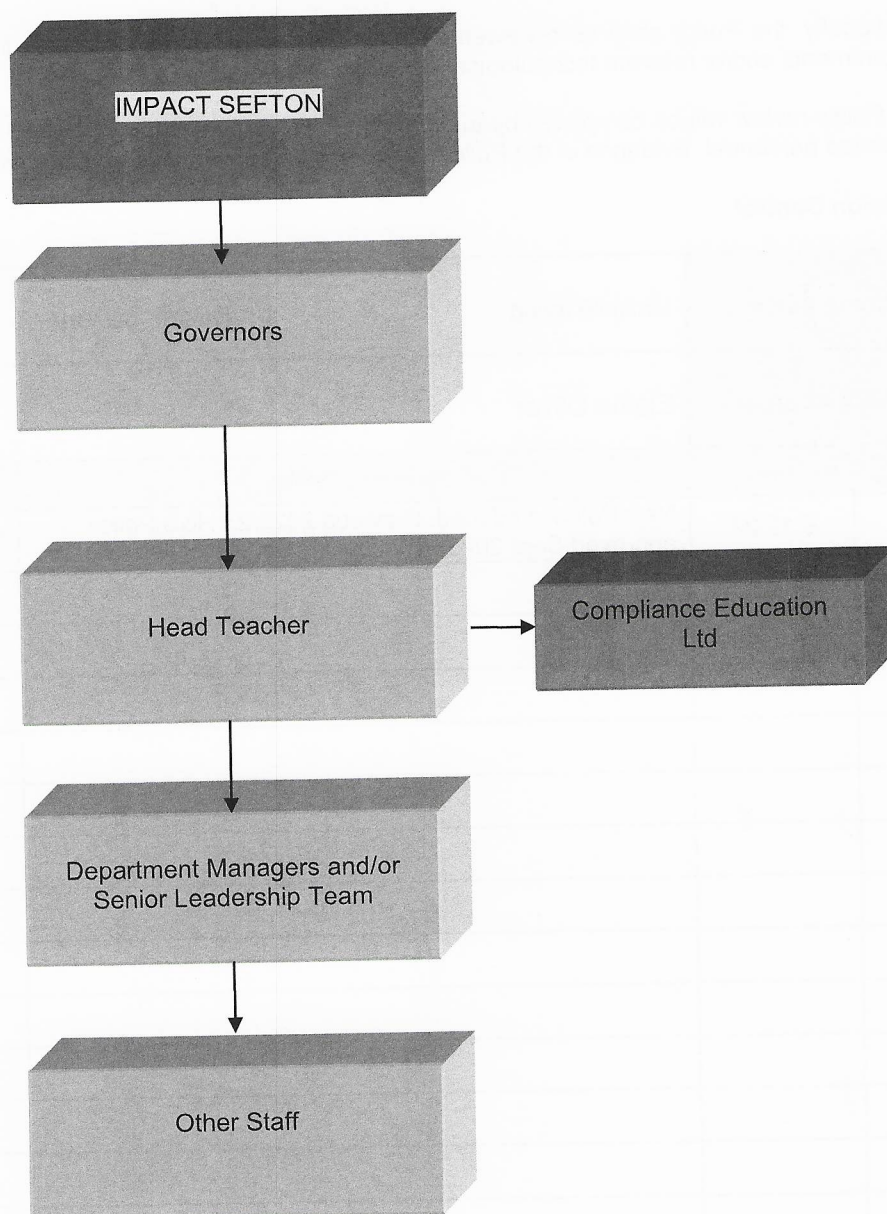 IMPACT SEFTON
Governors
Head Teacher
Compliance Education
Ltd
Department Managers and/or
Senior Leadership Team
Other Staff